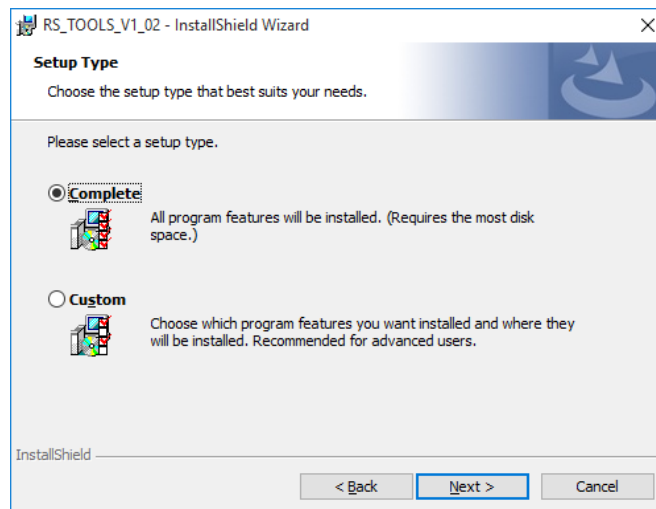 RS_TOOLS_V1_02 - InstallShield Wizard
Setup Type
Choose the setup type that best suits your needs.
Please select a setup type.
Complete
All program features will be installed. (Requires the most disk
space.)
Custom
Choose which program features you want installed and where they
will be installed. Recommended for advanced users.
InstallShield
< Back
Next >
Cancel